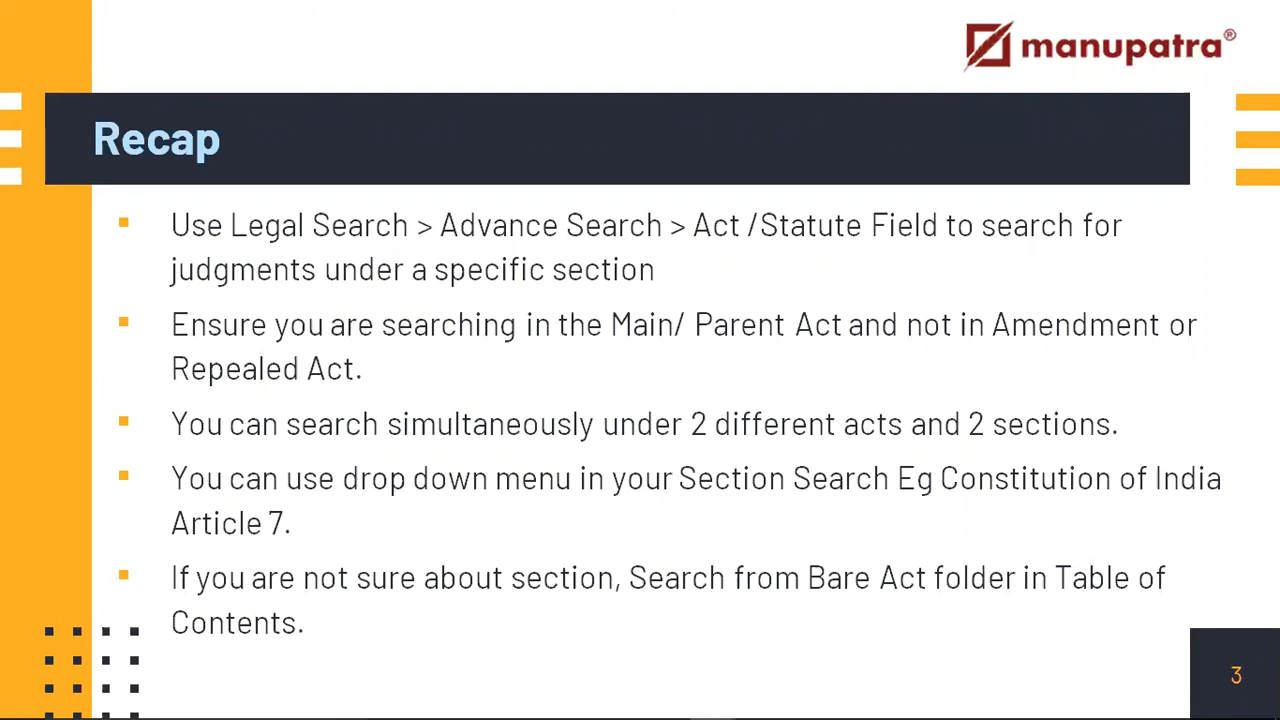 manupatra®
Recap
▪ Use Legal Search > Advance Search > Act /Statute Field to search for
judgments under a specific section
▪ Ensure you are searching in the Main/ Parent Act and not in Amendment or
Repealed Act.
▪ You can search simultaneously under 2 different acts and 2 sections.
▪ You can use drop down menu in your Section Search Eg Constitution of India
Article 7.
▪ If you are not sure about section, Search from Bare Act folder in Table of
Contents.
3